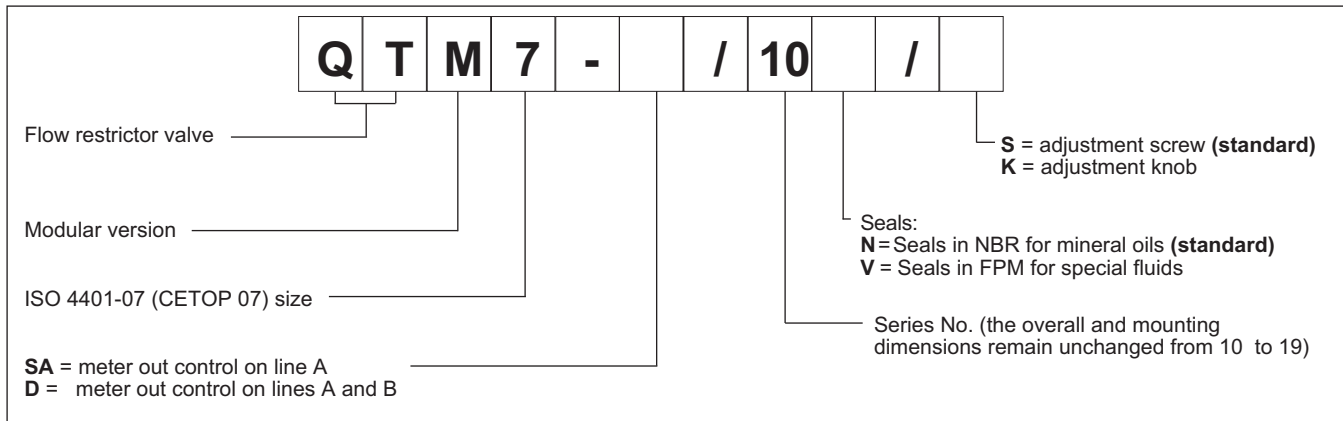 QTM7- /10 /
Flow restrictor valve
S = adjustment screw (standard)
K = adjustment knob
Modular version
Seals:
N = Seals in NBR for mineral oils (standard)
V = Seals in FPM for special fluids
ISO 4401-07 (CETOP 07) size
Series No. (the overall and mounting
dimensions remain unchanged from 10 to 19)
SA = meter out control on line A
D = meter out control on lines A and B